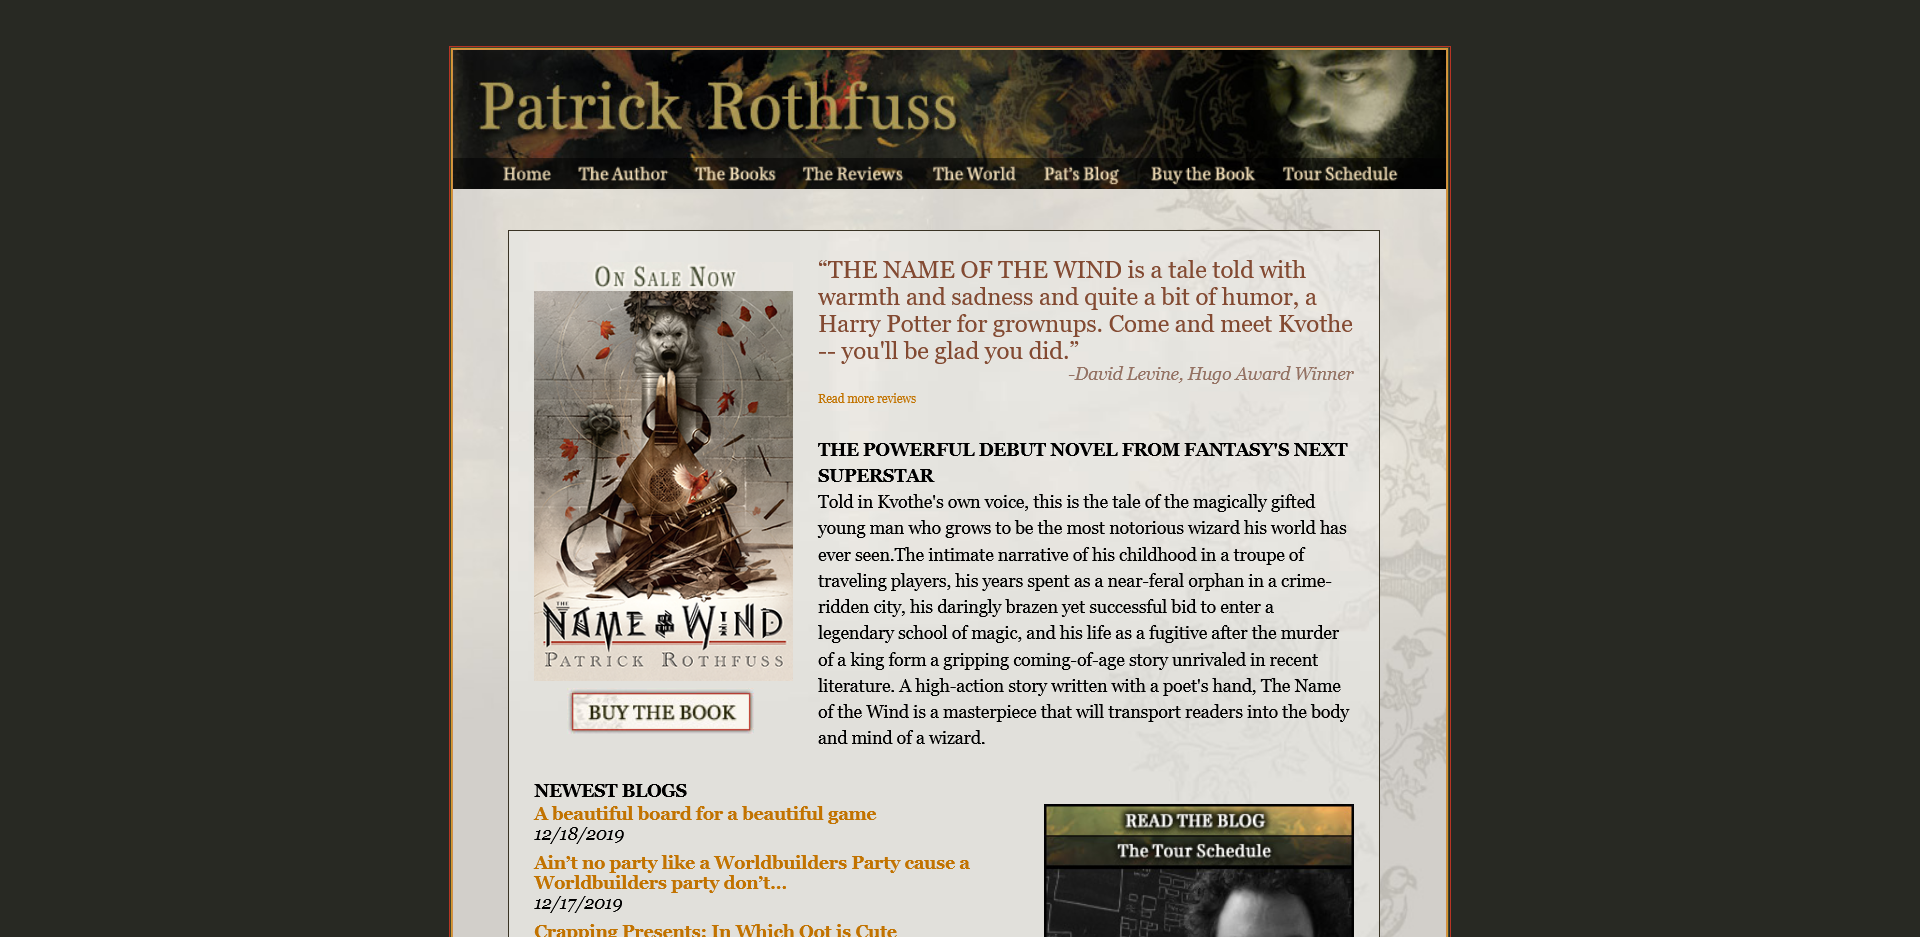 Patrick Rothfuss
Home The Author The Books The Reviews The World Pat's Blog Buy the Book Tour Schedule
ON SALE NOW
THE
NAME OF THE WIND
PATRICK ROTHFUSS
BUY THE BOOK
“THE NAME OF THE WIND is a tale told with
warmth and sadness and quite a bit of humor, a
Harry Potter for grownups. Come and meet Kvothe
-- you'll be glad you did.”
-David Levine, Hugo Award Winner
Read more reviews
THE POWERFUL DEBUT NOVEL FROM FANTASY'S NEXT
SUPERSTAR
Told in Kvothe's own voice, this is the tale of the magically gifted
young man who grows to be the most notorious wizard his world has
ever seen.The intimate narrative of his childhood in a troupe of
traveling players, his years spent as a near-feral orphan in a crime-
ridden city, his daringly brazen yet successful bid to enter a
legendary school of magic, and his life as a fugitive after the murder
of a king form a gripping coming-of-age story unrivaled in recent
literature. A high-action story written with a poet's hand, The Name
of the Wind is a masterpiece that will transport readers into the body
and mind of a wizard.
NEWEST BLOGS
A beautiful board for a beautiful game
12/18/2019
Ain’t no party like a Worldbuilders Party cause a
Worldbuilders party don’t…
12/17/2019
Crapping Presents: In Which Oot is Cute
READ THE BLOG
The Tour Schedule